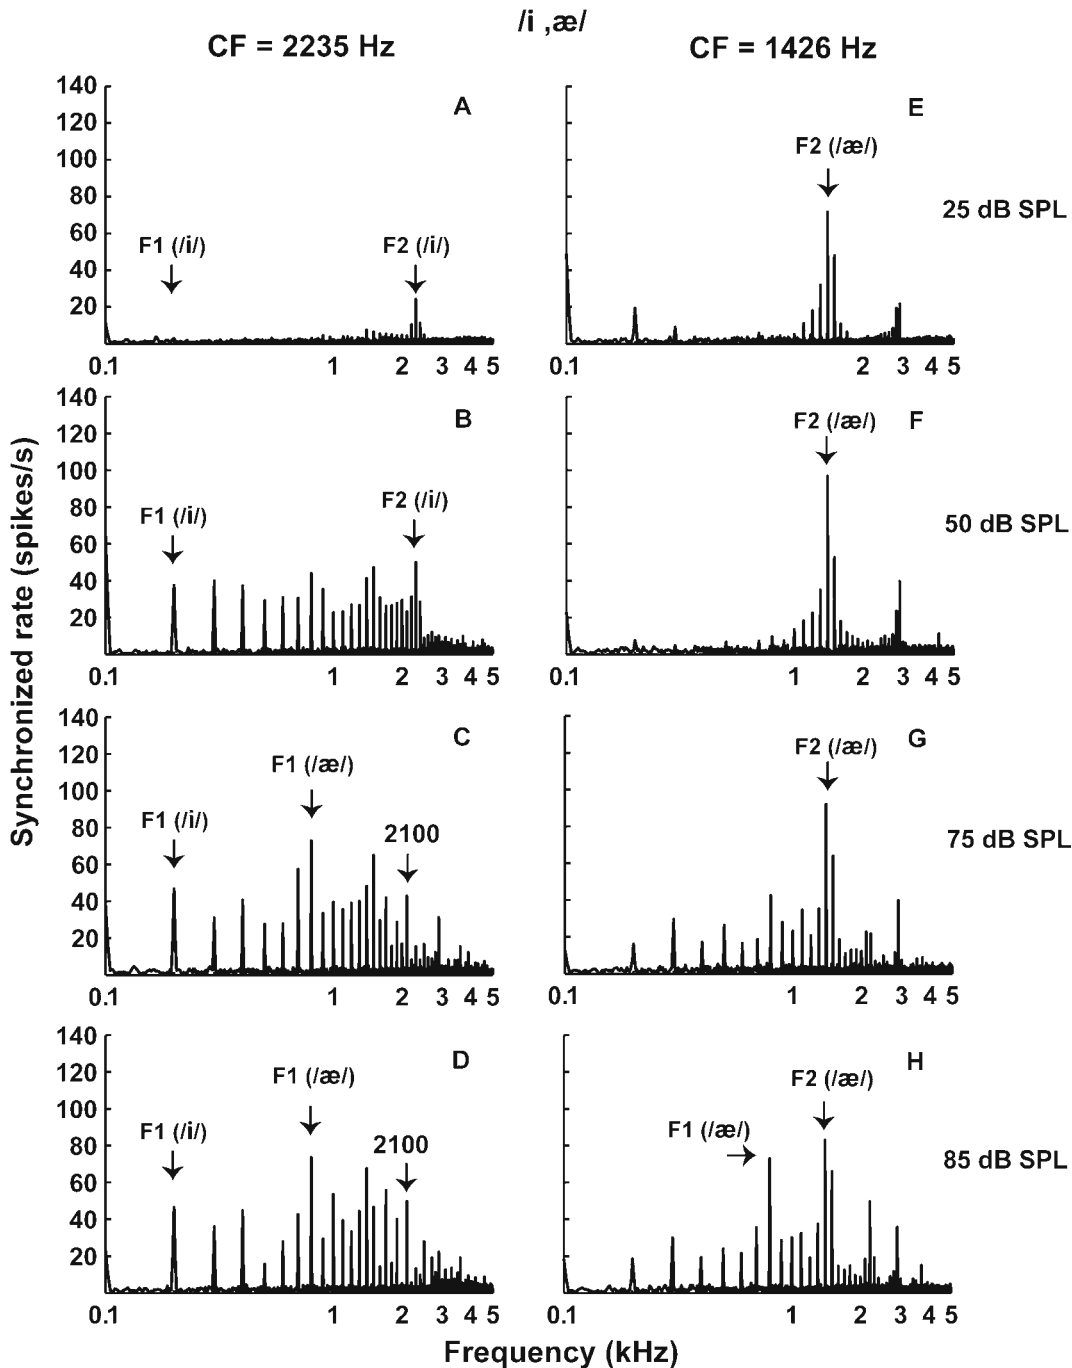 /i ,æ/
CF = 2235 Hz
CF = 1426 Hz
Synchronized rate (spikes/s)
140
120
100
80
60
40
20
A
F1 (/i/)
F2 (/i/)
0.1
1
2
3
4
5
E
F2 (/æ/)
25 dB SPL
0.1
2
3
4
5
140
120
100
80
60
40
20
B
F1 (/i/)
F2 (/i/)
0.1
1
2
3
4
5
F
F2 (/æ/)
50 dB SPL
0.1
1
2
3
4
5
140
120
100
80
60
40
20
C
F1 (/æ/)
F1 (/i/)
2100
0.1
1
2
3
4
5
G
F2 (/æ/)
75 dB SPL
0.1
1
2
3
4
5
140
120
100
80
60
40
20
D
F1 (/æ/)
F1 (/i/)
2100
0.1
1
2
3
4
5
H
F2 (/æ/)
F1 (/æ/)
85 dB SPL
0.1
1
2
3
4
5
Frequency (kHz)